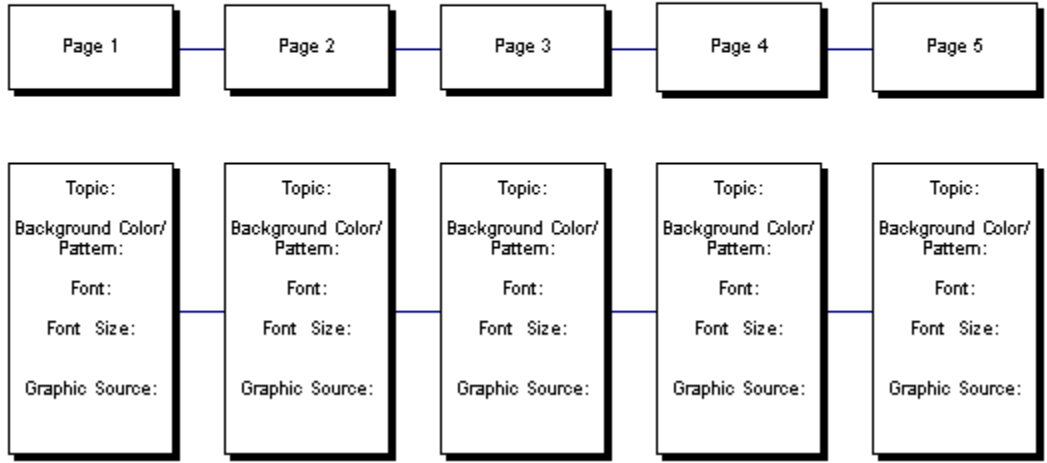 Page 1
Page 2
Page 3
Page 4
Page 5
Topic:
Background Color/
Pattern:
Font:
Font Size:
Graphic Source:
Topic:
Background Color/
Pattern:
Font:
Font Size:
Graphic Source:
Topic:
Background Color/
Pattern:
Font:
Font Size:
Graphic Source:
Topic:
Background Color/
Pattern:
Font:
Font Size:
Graphic Source:
Topic:
Background Color/
Pattern:
Font:
Font Size:
Graphic Source: